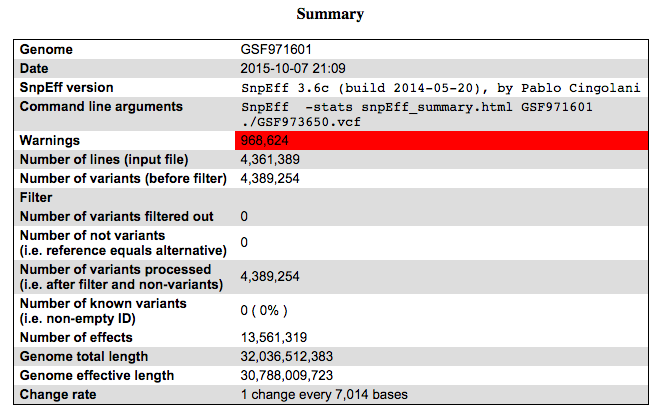 Summary
Genome GSF971601
Date 2015-10-07 21:09
SnpEff version SnpEff 3.6c (build 2014-05-20), by Pablo Cingolani
Command line arguments SnpEff -stats snpEff_summary.html GSF971601
./GSF973650.vcf
Warnings 968,624
Number of lines (input file) 4,361,389
Number of variants (before filter) 4,389,254
Filter
Number of variants filtered out 0
Number of not variants
(i.e. reference equals alternative) 0
Number of variants processed
(i.e. after filter and non-variants) 4,389,254
Number of known variants
(i.e. non-empty ID) 0 ( 0% )
Number of effects 13,561,319
Genome total length 32,036,512,383
Genome effective length 30,788,009,723
Change rate 1 change every 7,014 bases